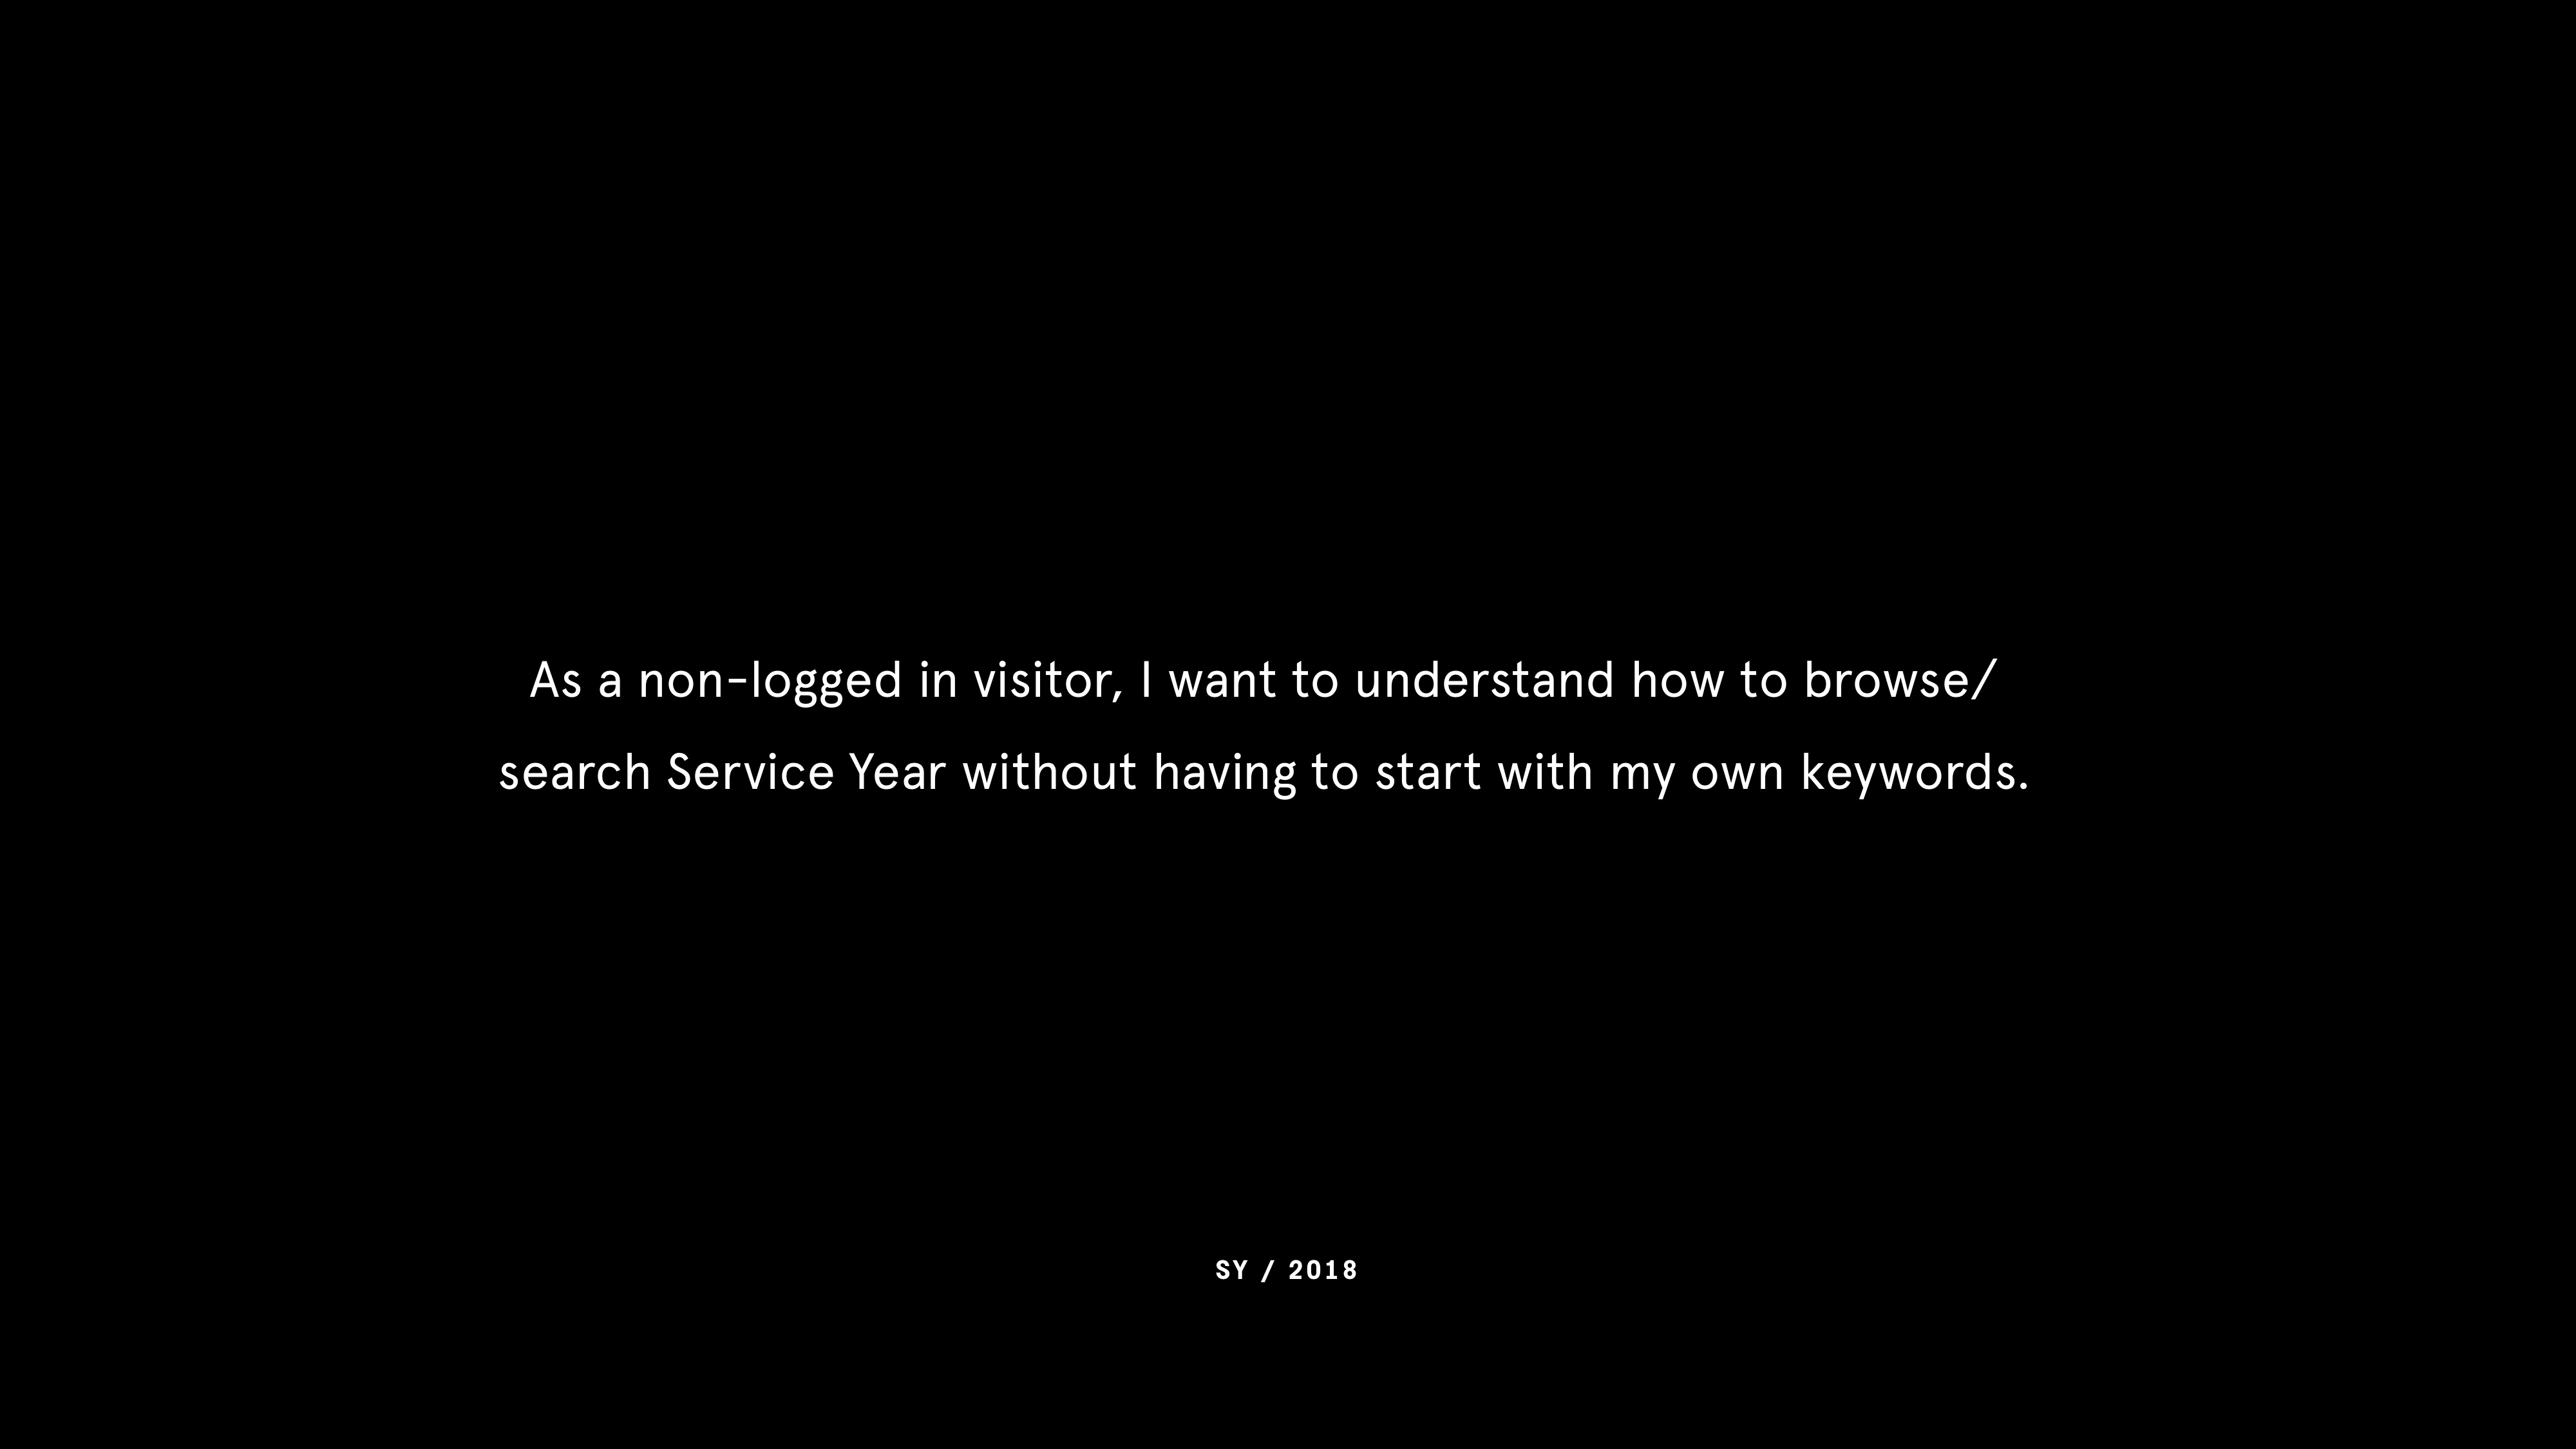 As a non-logged in visitor, I want to understand how to browse/
search Service Year without having to start with my own keywords.
SY / 2018